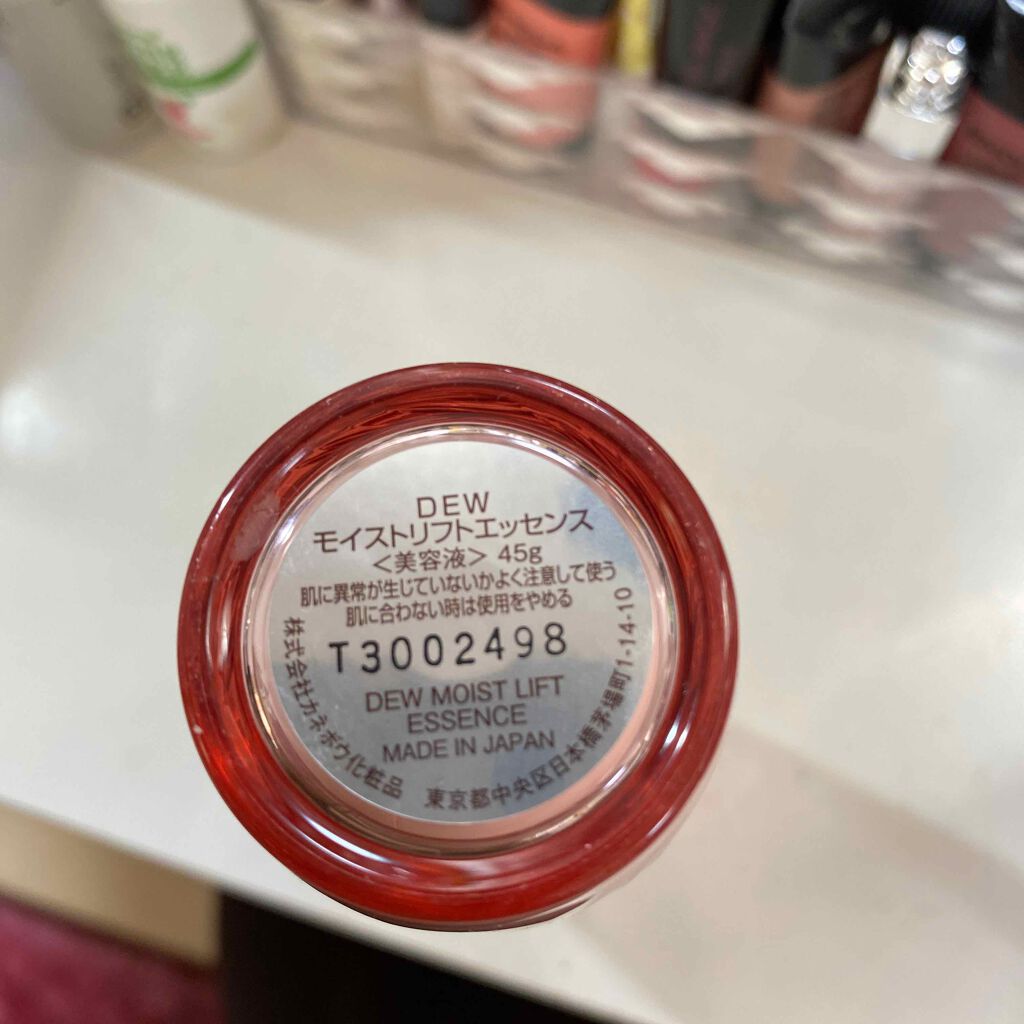 DEW
モイストリフトエッセンス
<美容液> 45g
肌に異常が生じていないかよく注意して使う
肌に合わない時は使用をやめる
T3002498
DEW MOIST LIFT
ESSENCE
MADE IN JAPAN
株式会社カネボウ化粧品
東京都中央区日本橋茅場町1-14-10